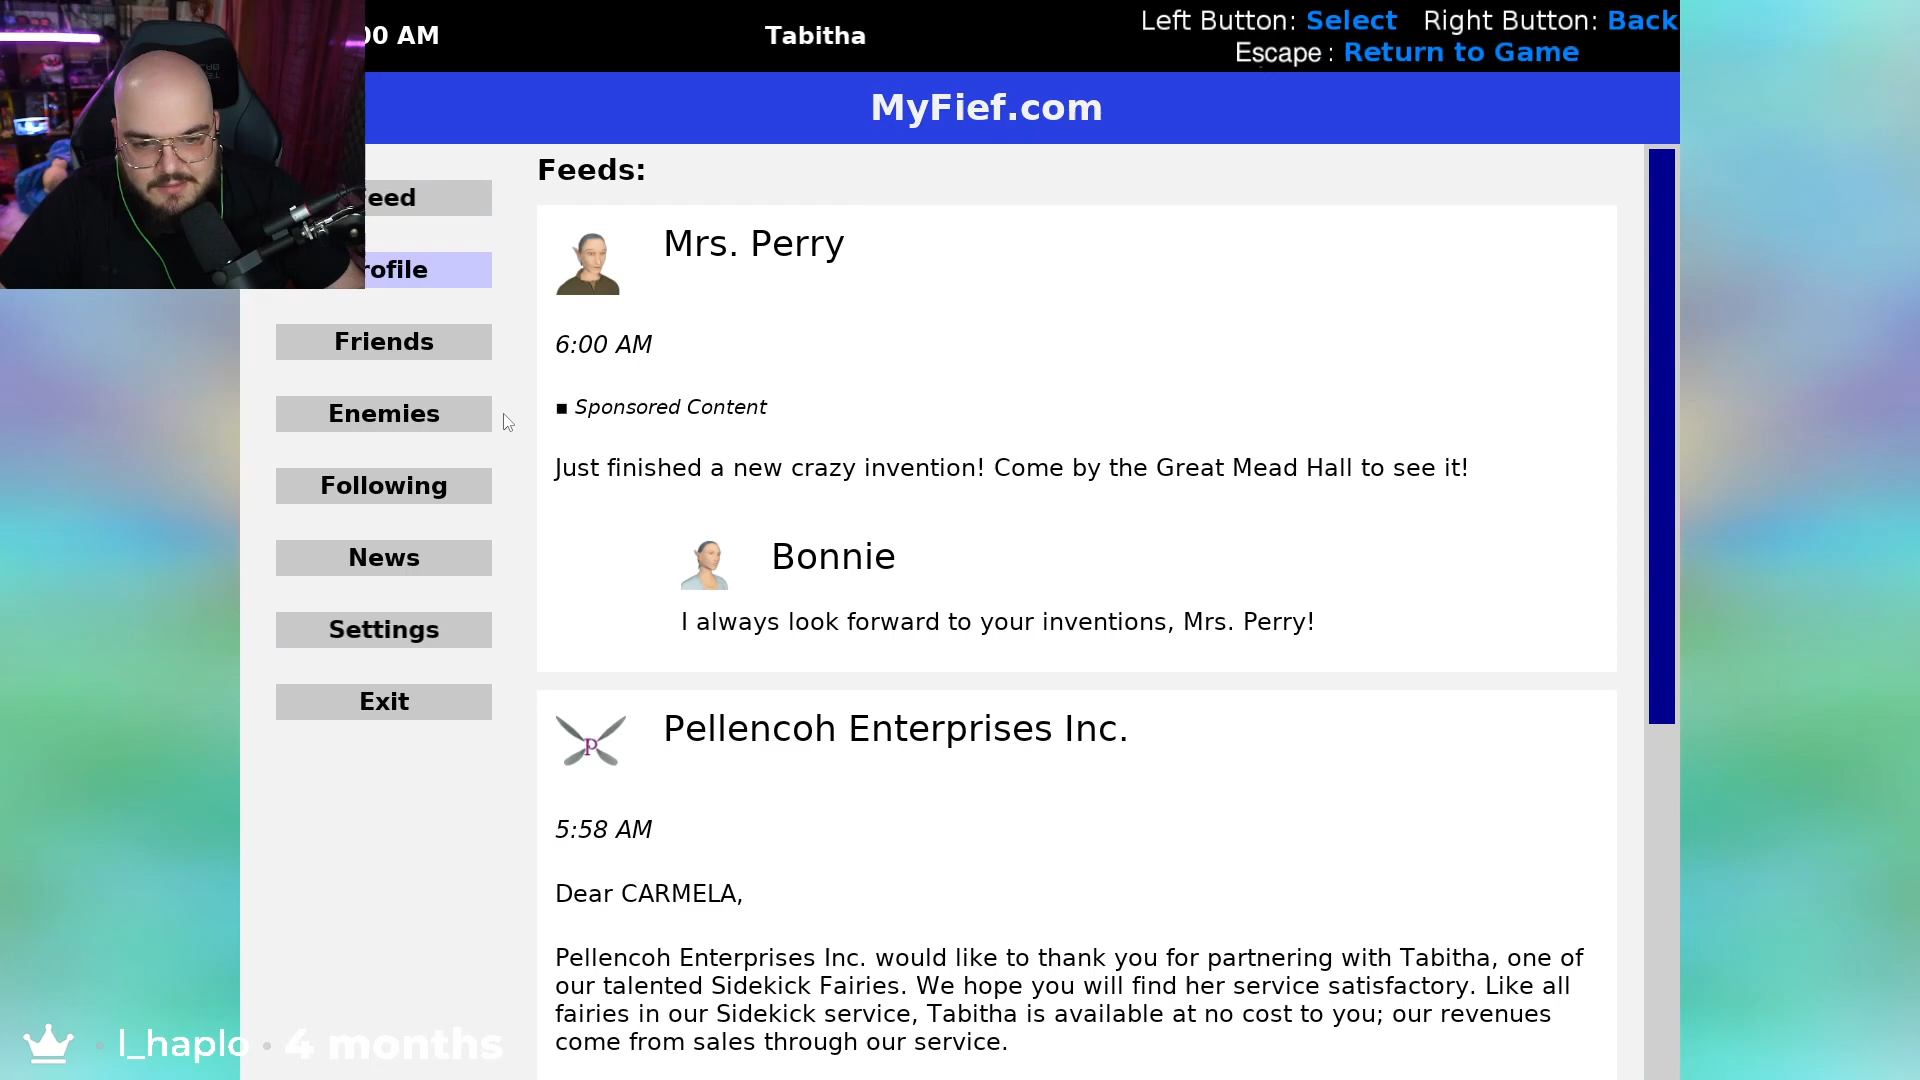 00 AM
Tabitha
Left Button: Select Right Button: Back
Escape : Return to Game
MyFief.com
Feeds:
eed
rofile
Friends
Enemies
Following
News
Settings
Exit
Mrs. Perry
6:00 AM
▪ Sponsored Content
Just finished a new crazy invention! Come by the Great Mead Hall to see it!
Bonnie
I always look forward to your inventions, Mrs. Perry!
p
Pellencoh Enterprises Inc.
5:58 AM
Dear CARMELA,
Pellencoh Enterprises Inc. would like to thank you for partnering with Tabitha, one of
our talented Sidekick Fairies. We hope you will find her service satisfactory. Like all
fairies in our Sidekick service, Tabitha is available at no cost to you; our revenues
come from sales through our service.
l_haplo • 4 months